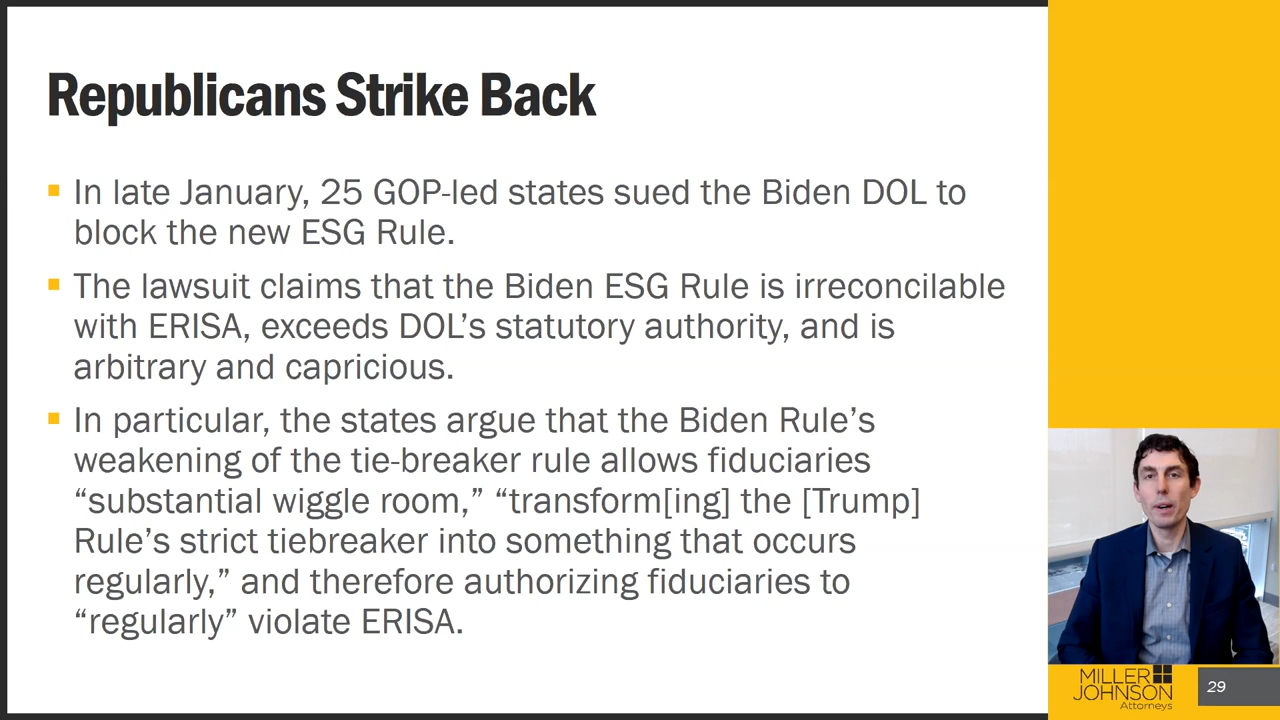 Republicans Strike Back
In late January, 25 GOP-led states sued the Biden DOL to
block the new ESG Rule.
The lawsuit claims that the Biden ESG Rule is irreconcilable
with ERISA, exceeds DOL’s statutory authority, and is
arbitrary and capricious.
In particular, the states argue that the Biden Rule’s
weakening of the tie-breaker rule allows fiduciaries
“substantial wiggle room,” “transform[ing] the [Trump]
Rule’s strict tiebreaker into something that occurs
regularly,” and therefore authorizing fiduciaries to
“regularly” violate ERISA.
MILLER
JOHNSON
Attorneys
29